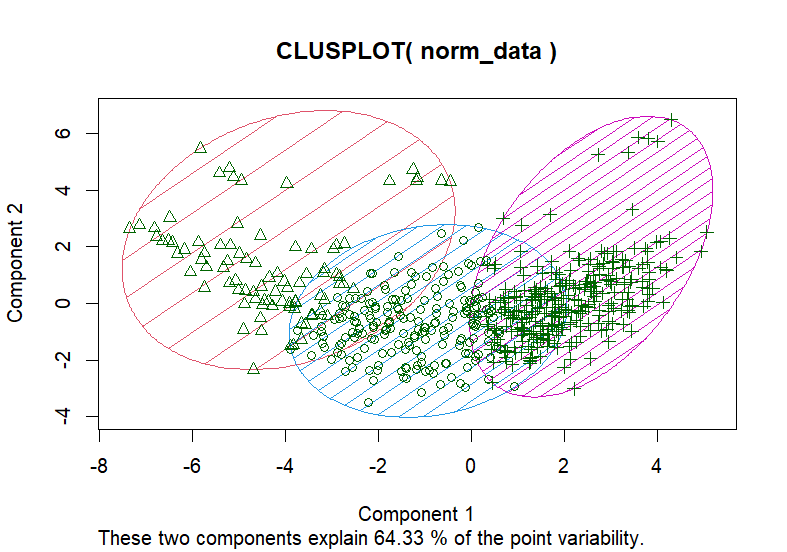 CLUSPLOT( norm_data )
6
4
2
0
-2
-4
Component 2
-8 -6 -4 -2 0 2 4
Component 1
These two components explain 64.33 % of the point variability.